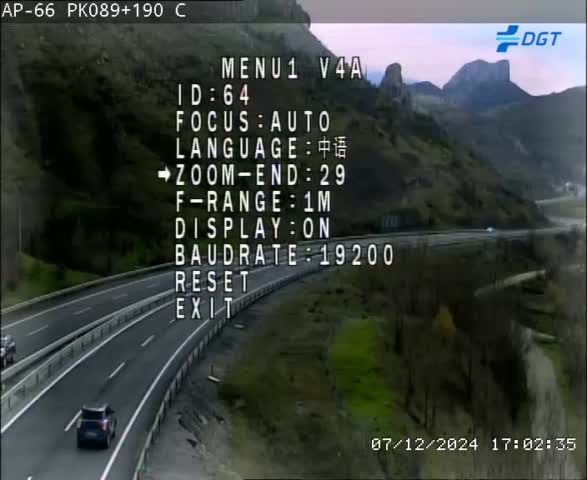 AP-66 PK089+190 C
DGT
MENU1 V4A
ID:64
FOCUS:AUTO
LANGUAGE:中语
ZOOM-END:29
F-RANGE:1M
DISPLAY:ON
BAUDRATE:19200
RESET
EXIT
07/12/2024 17:02:35